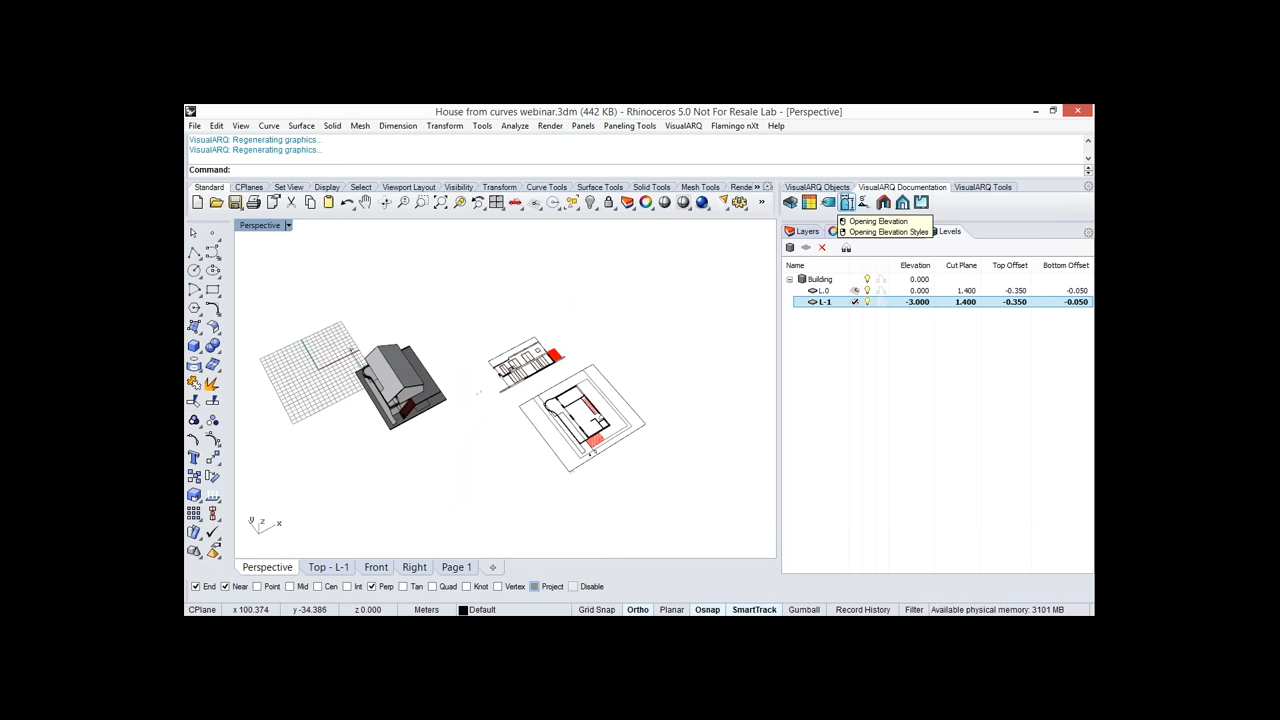 House from curves webinar.3dm (442 KB) - Rhinoceros 5.0 Not For Resale Lab - [Perspective]
File Edit View Curve Surface Solid Mesh Dimension Transform Tools Analyze Render Panels Paneling Tools VisualARQ Flamingo nXt Help
VisualARQ: Regenerating graphics...
VisualARQ: Regenerating graphics...
Command:
Standard CPlanes Set View Display Select Viewport Layout Visibility Transform Curve Tools Surface Tools Solid Tools Mesh Tools Rende »
VisualARQ Objects VisualARQ Documentation VisualARQ Tools
Opening Elevation
Opening Elevation Styles
Perspective
Layers Levels
Name Elevation Cut Plane Top Offset Bottom Offset
Building 0.000
L.0 0.000 1.400 -0.350 -0.050
L-1 -3.000 1.400 -0.350 -0.050
y z x
Perspective Top - L-1 Front Right Page 1
End Near Point Mid Cen Int Perp Tan Quad Knot Vertex Project Disable
CPlane x 100.374 y -34.386 z 0.000 Meters Default Grid Snap Ortho Planar Osnap SmartTrack Gumball Record History Filter Available physical memory: 3101 MB